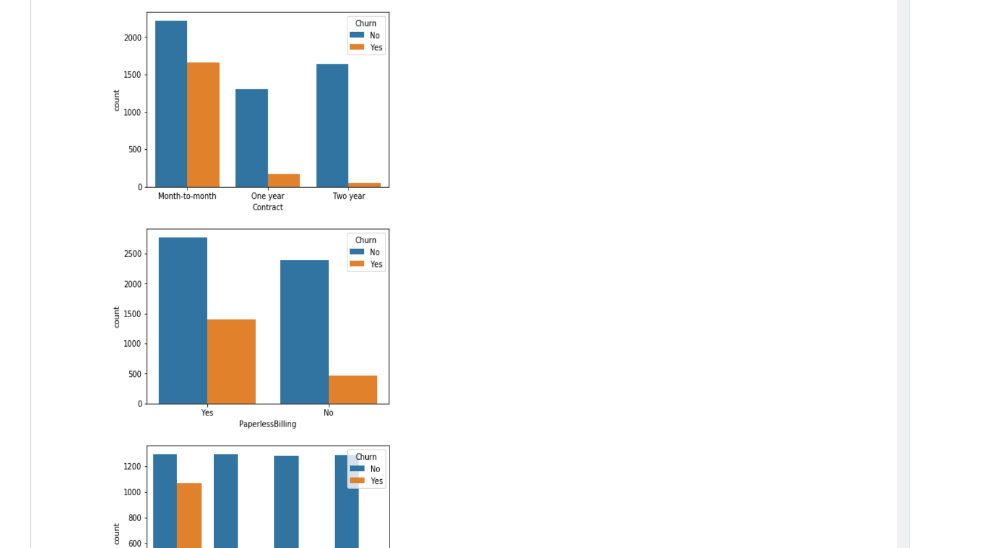 Churn
No
Yes
2000
1500
1000
500
0
count
Month-to-month One year Two year
Contract
Churn
No
Yes
2500
2000
1500
1000
500
0
count
Yes No
PaperlessBilling
Churn
No
Yes
1200
1000
800
600
count